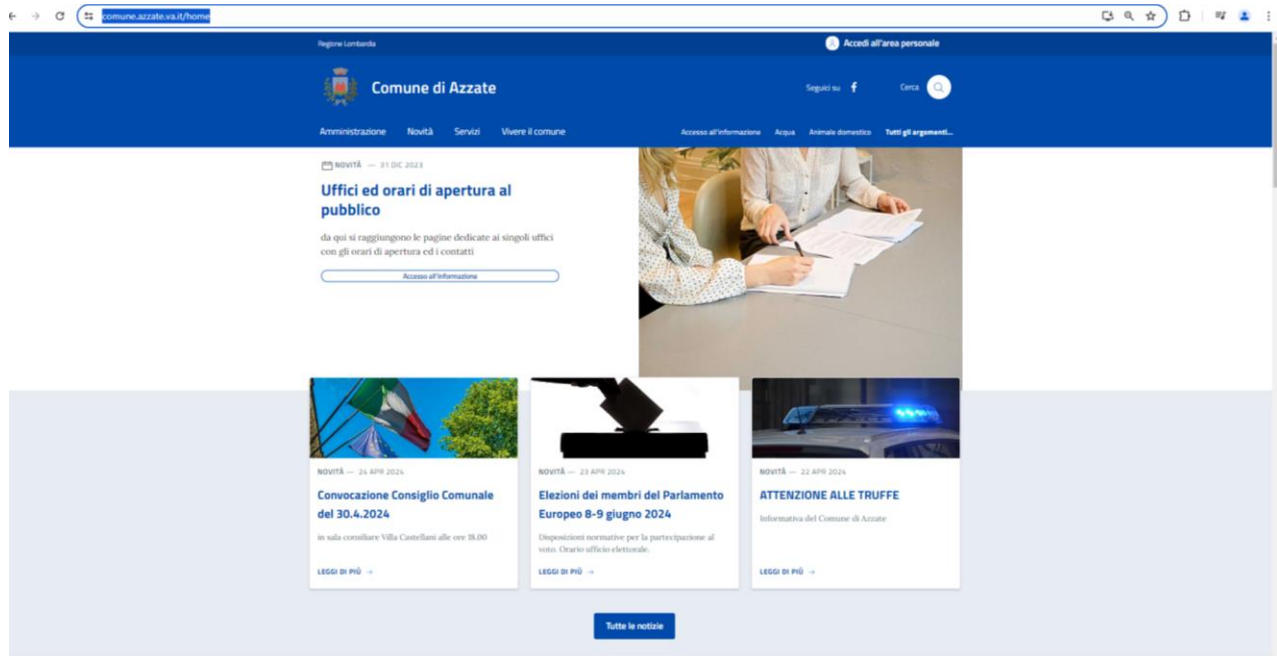 comune.azzate.va.it/home
Regione Lombardia
Accedi all'area personale
Comune di Azzate
Seguici su
Cerca
Amministrazione Novità Servizi Vivere il comune
Accesso all'informazione Acqua Animale domestico Tutti gli argomenti...
NOVITÀ — 31 DIC 2023
Uffici ed orari di apertura al
pubblico
da qui si raggiungono le pagine dedicate ai singoli uffici
con gli orari di apertura ed i contatti
Accesso all'informazione
NOVITÀ — 24 APR 2024
Convocazione Consiglio Comunale
del 30.4.2024
in sala consiliare Villa Castellani alle ore 18.00
LEGGI DI PIÙ →
NOVITÀ — 23 APR 2024
Elezioni dei membri del Parlamento
Europeo 8-9 giugno 2024
Disposizioni normative per la partecipazione al
voto. Orario ufficio elettorale.
LEGGI DI PIÙ →
NOVITÀ — 22 APR 2024
ATTENZIONE ALLE TRUFFE
Informativa del Comune di Azzate
LEGGI DI PIÙ →
Tutte le notizie